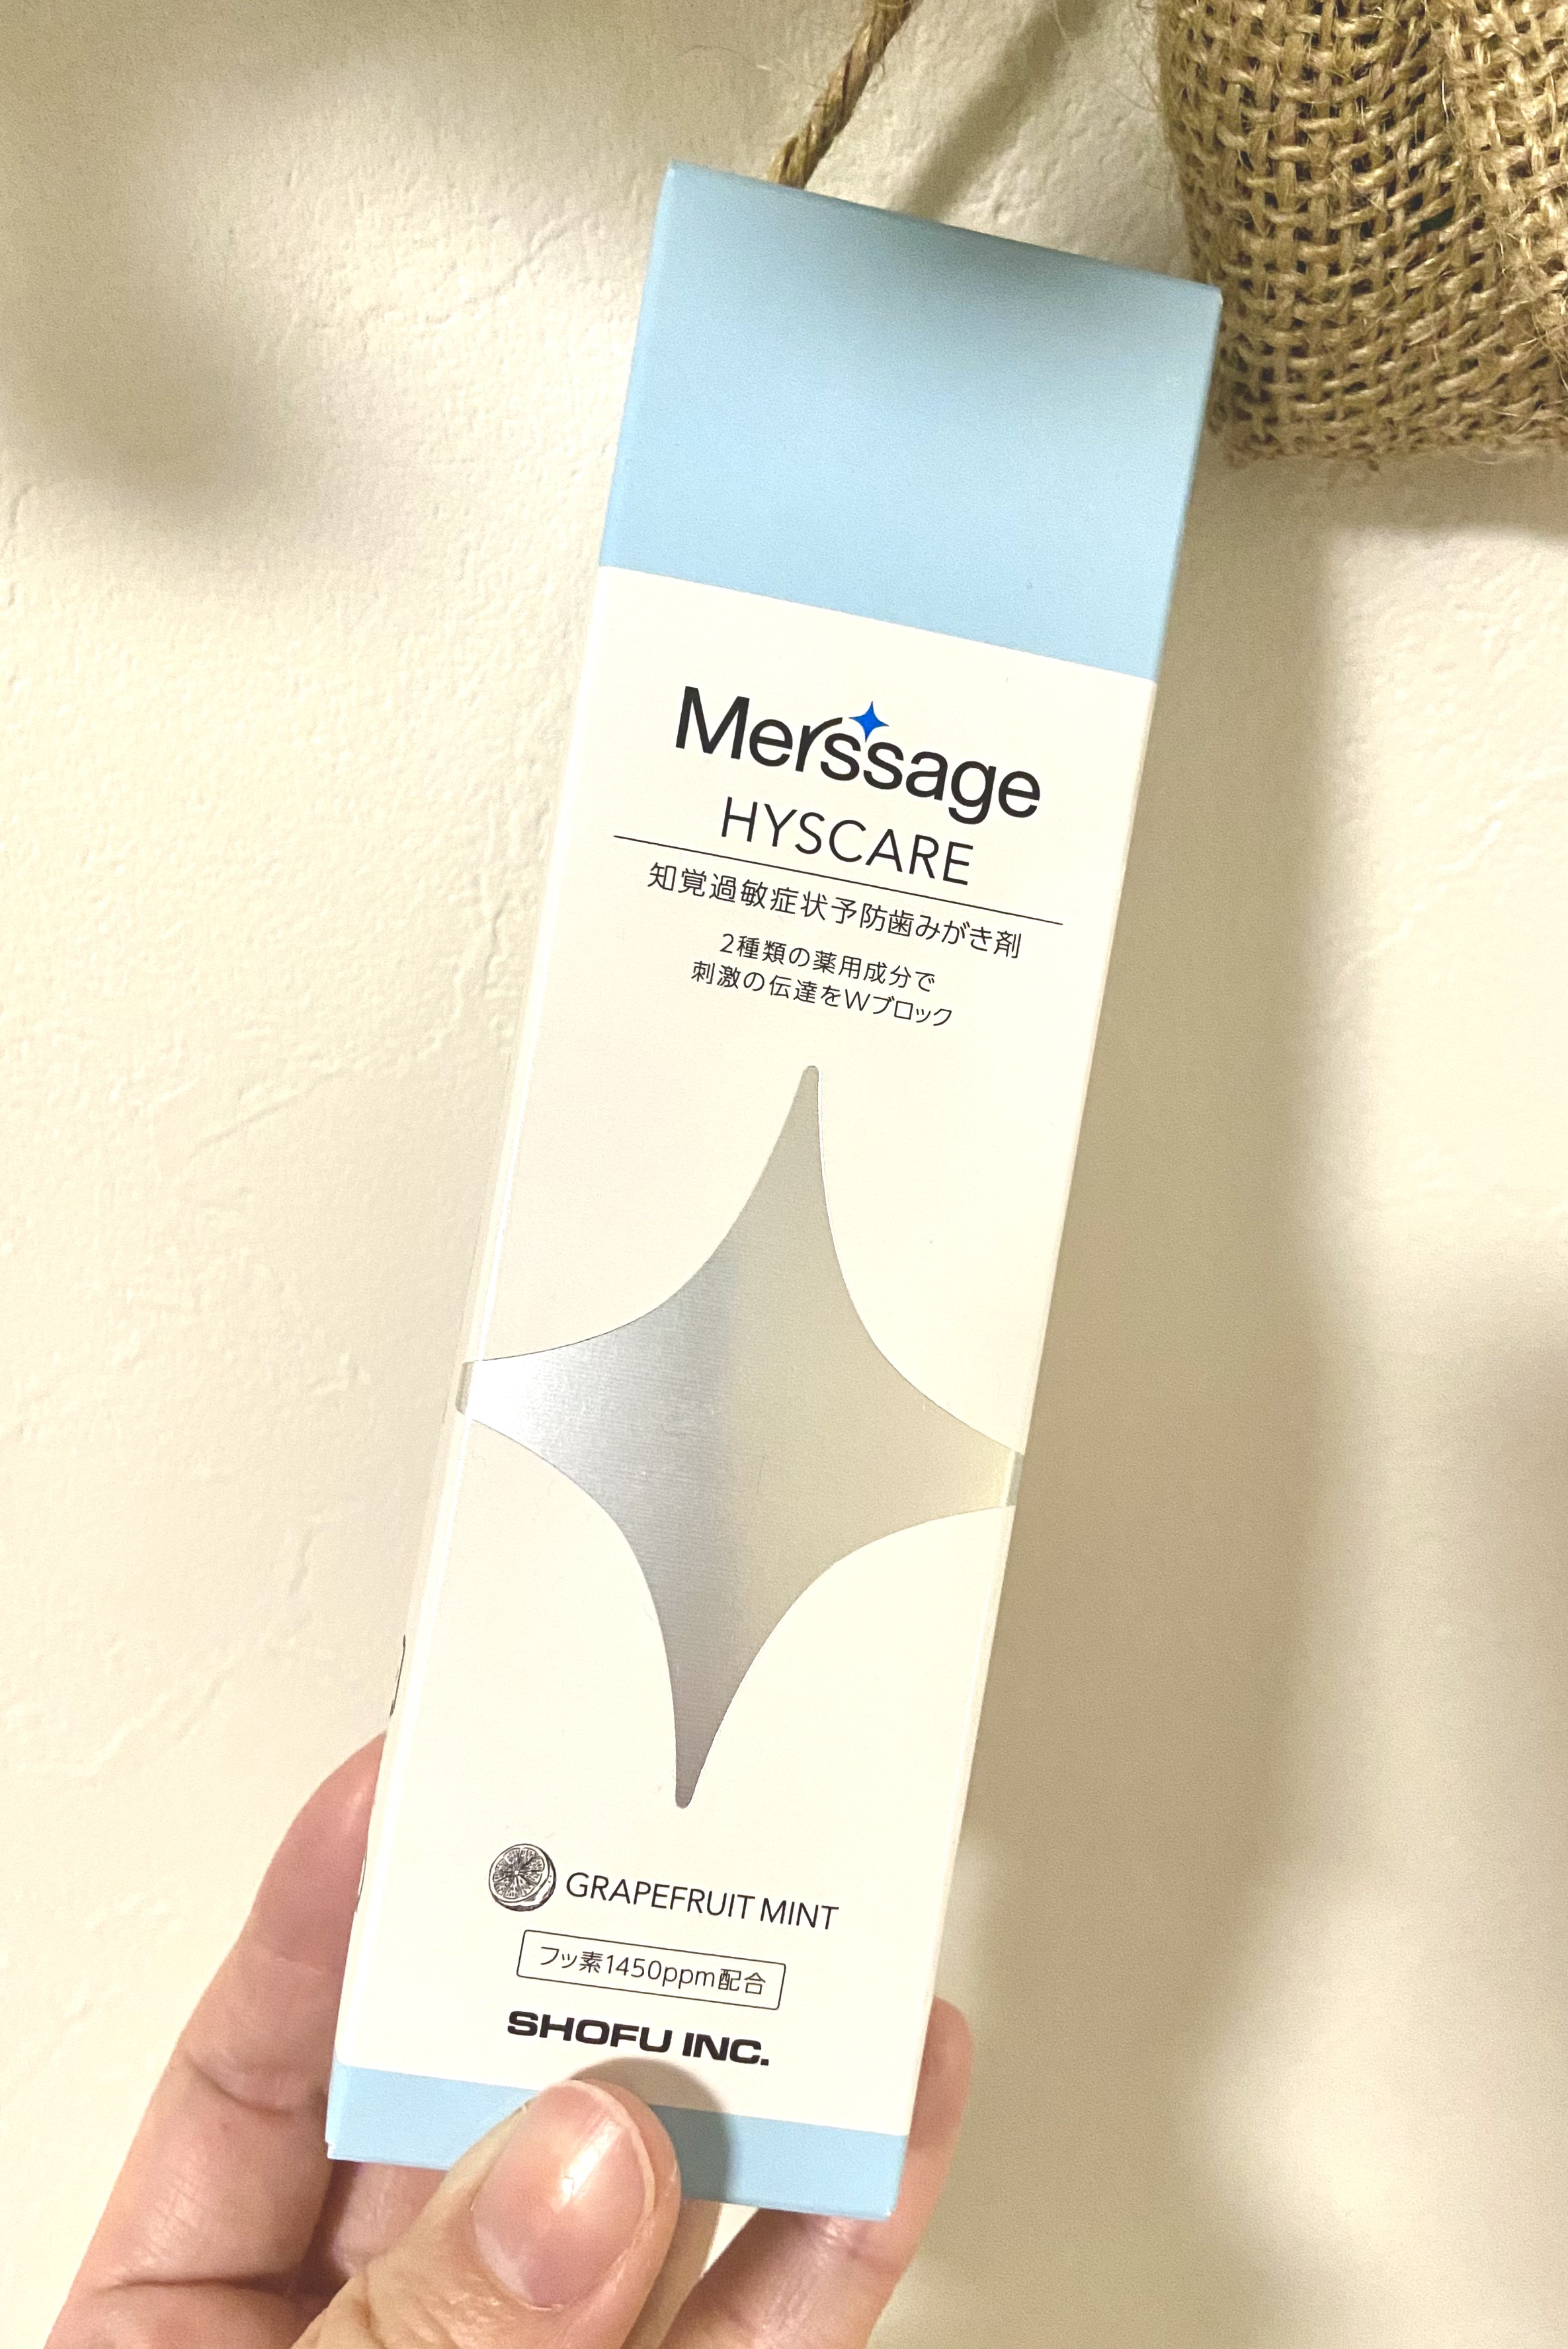 Merssage
HYSCARE
知覚過敏症状予防歯みがき剤
2種類の薬用成分で
刺激の伝達をWブロック
GRAPEFRUIT MINT
フッ素1450ppm配合
SHOFU INC.